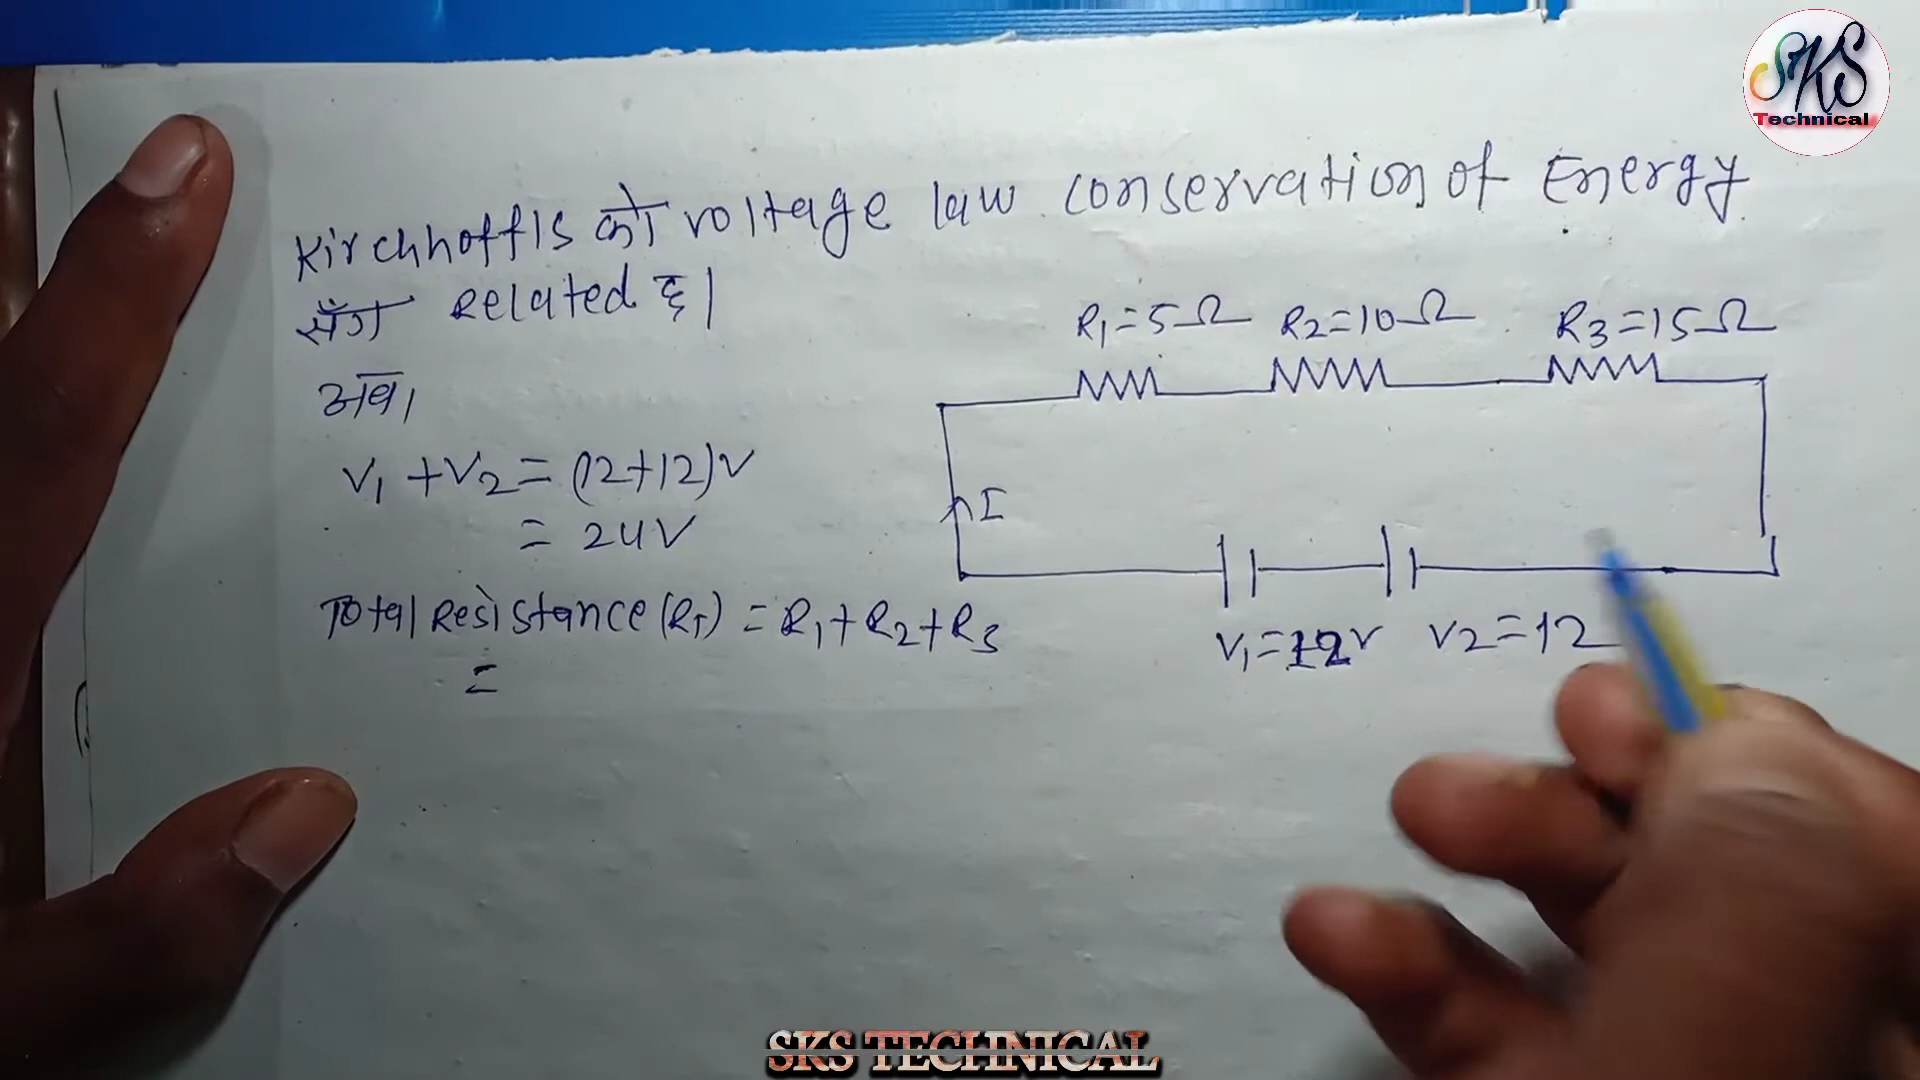 SKS
Technical
Kirchhoff's को voltage law conservation of Energy
सँग Related छ।
अब।
V₁ + V₂ = (12+12)V
= 24V
Total Resistance (RT) = R₁ + R₂ + R₃
=
R₁=5Ω R₂=10Ω R₃=15Ω
I
V₁=12V V₂=12
SKS TECHNICAL